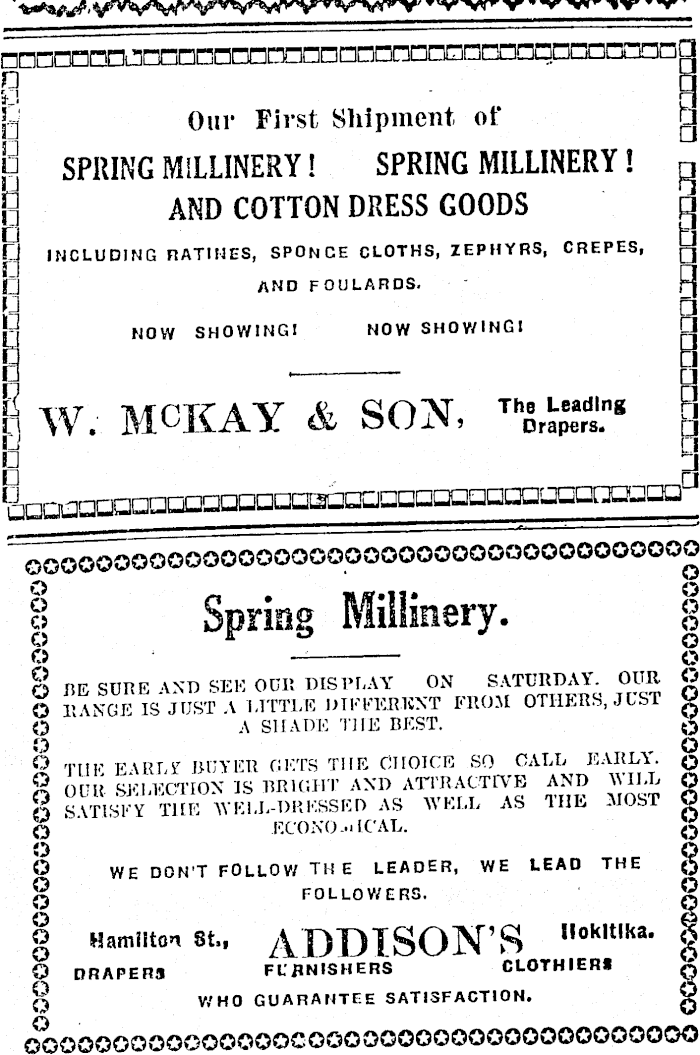 Our First Shipment of
SPRING MILLINERY! SPRING MILLINERY!
AND COTTON DRESS GOODS
INCLUDING RATINES, SPONGE CLOTHS, ZEPHYRS, CREPES,
AND FOULARDS.
NOW SHOWING! NOW SHOWING!
W. McKAY & SON, The Leading
Drapers.
Spring Millinery.
BE SURE AND SEE OUR DISPLAY ON SATURDAY. OUR
RANGE IS JUST A LITTLE DIFFERENT FROM OTHERS, JUST
A SHADE THE BEST.
THE EARLY BUYER GETS THE CHOICE SO CALL EARLY.
OUR SELECTION IS BRIGHT AND ATTRACTIVE AND WILL
SATISFY THE WELL-DRESSED AS WELL AS THE MOST
ECONOMICAL.
WE DON'T FOLLOW THE LEADER, WE LEAD THE
FOLLOWERS.
Hamilton St., ADDISON'S Hokitika.
DRAPERS FURNISHERS CLOTHIERS
WHO GUARANTEE SATISFACTION.